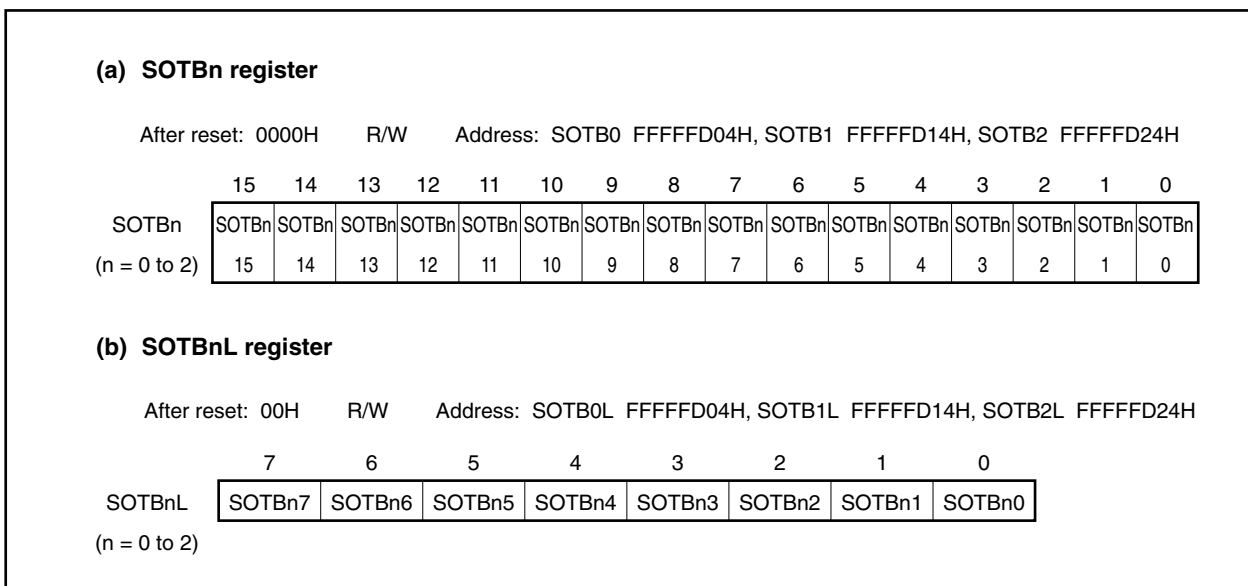 (a) SOTBn register
After reset: 0000H R/W Address: SOTB0 FFFFFD04H, SOTB1 FFFFFD14H, SOTB2 FFFFFD24H
15 14 13 12 11 10 9 8 7 6 5 4 3 2 1 0
SOTBn SOTBn SOTBn SOTBn SOTBn SOTBn SOTBn SOTBn SOTBn SOTBn SOTBn SOTBn SOTBn SOTBn SOTBn SOTBn SOTBn
(n = 0 to 2) 15 14 13 12 11 10 9 8 7 6 5 4 3 2 1 0
(b) SOTBnL register
After reset: 00H R/W Address: SOTB0L FFFFFD04H, SOTB1L FFFFFD14H, SOTB2L FFFFFD24H
7 6 5 4 3 2 1 0
SOTBnL SOTBn7 SOTBn6 SOTBn5 SOTBn4 SOTBn3 SOTBn2 SOTBn1 SOTBn0
(n = 0 to 2)